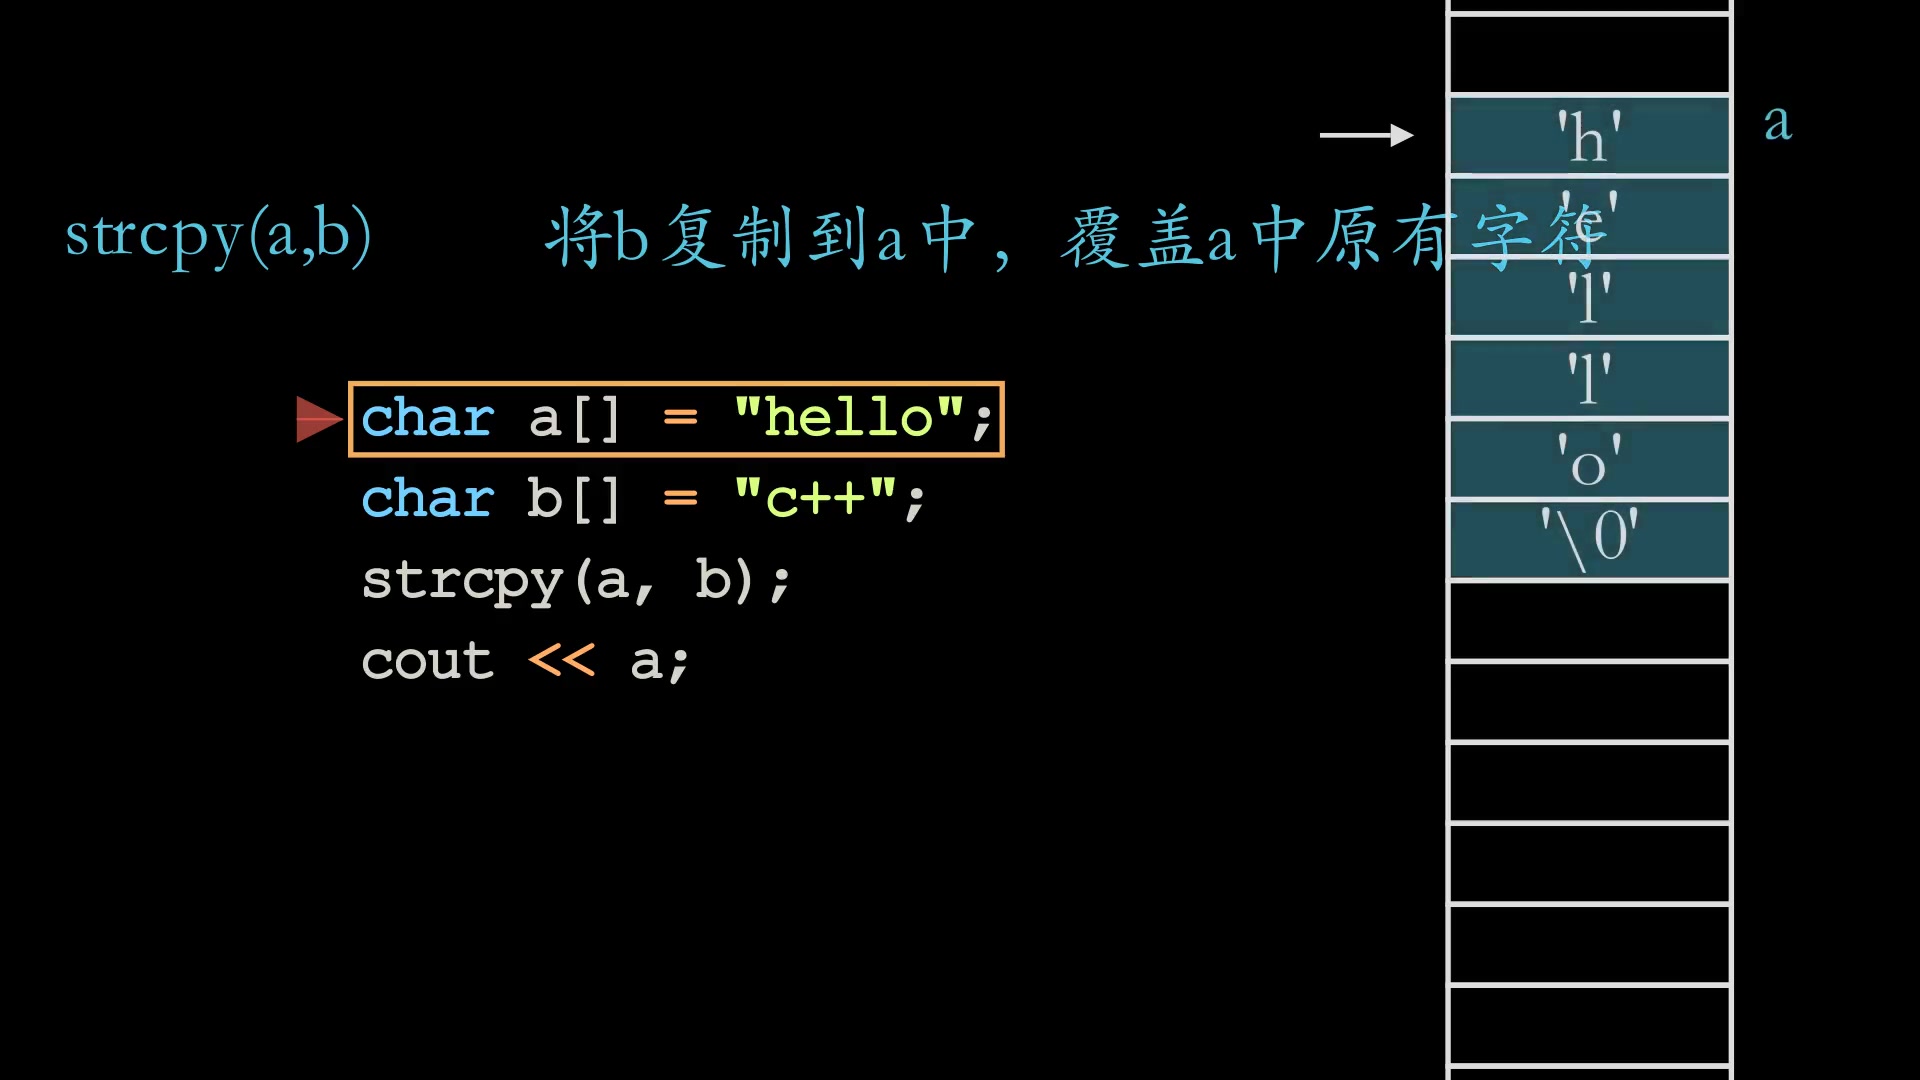 strcpy(a,b) 将b复制到a中，覆盖a中原有字符
char a[] = "hello";
char b[] = "c++";
strcpy(a, b);
cout << a;
'h' a
'e'
'l'
'l'
'o'
'\0'